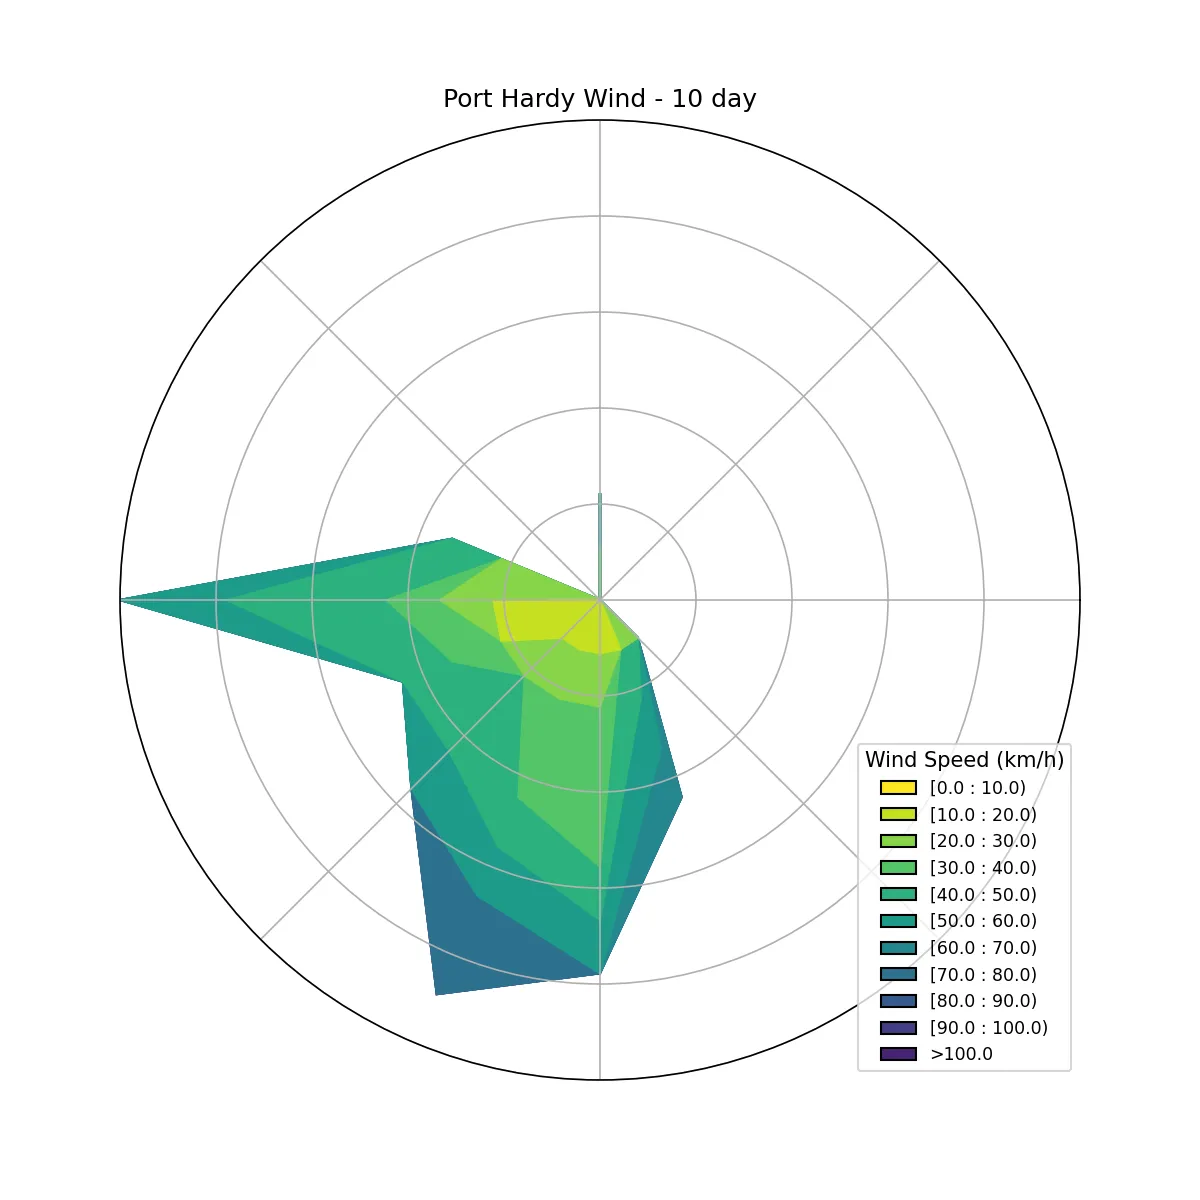 Port Hardy Wind - 10 day
Wind Speed (km/h)
[0.0 : 10.0)
[10.0 : 20.0)
[20.0 : 30.0)
[30.0 : 40.0)
[40.0 : 50.0)
[50.0 : 60.0)
[60.0 : 70.0)
[70.0 : 80.0)
[80.0 : 90.0)
[90.0 : 100.0)
>100.0